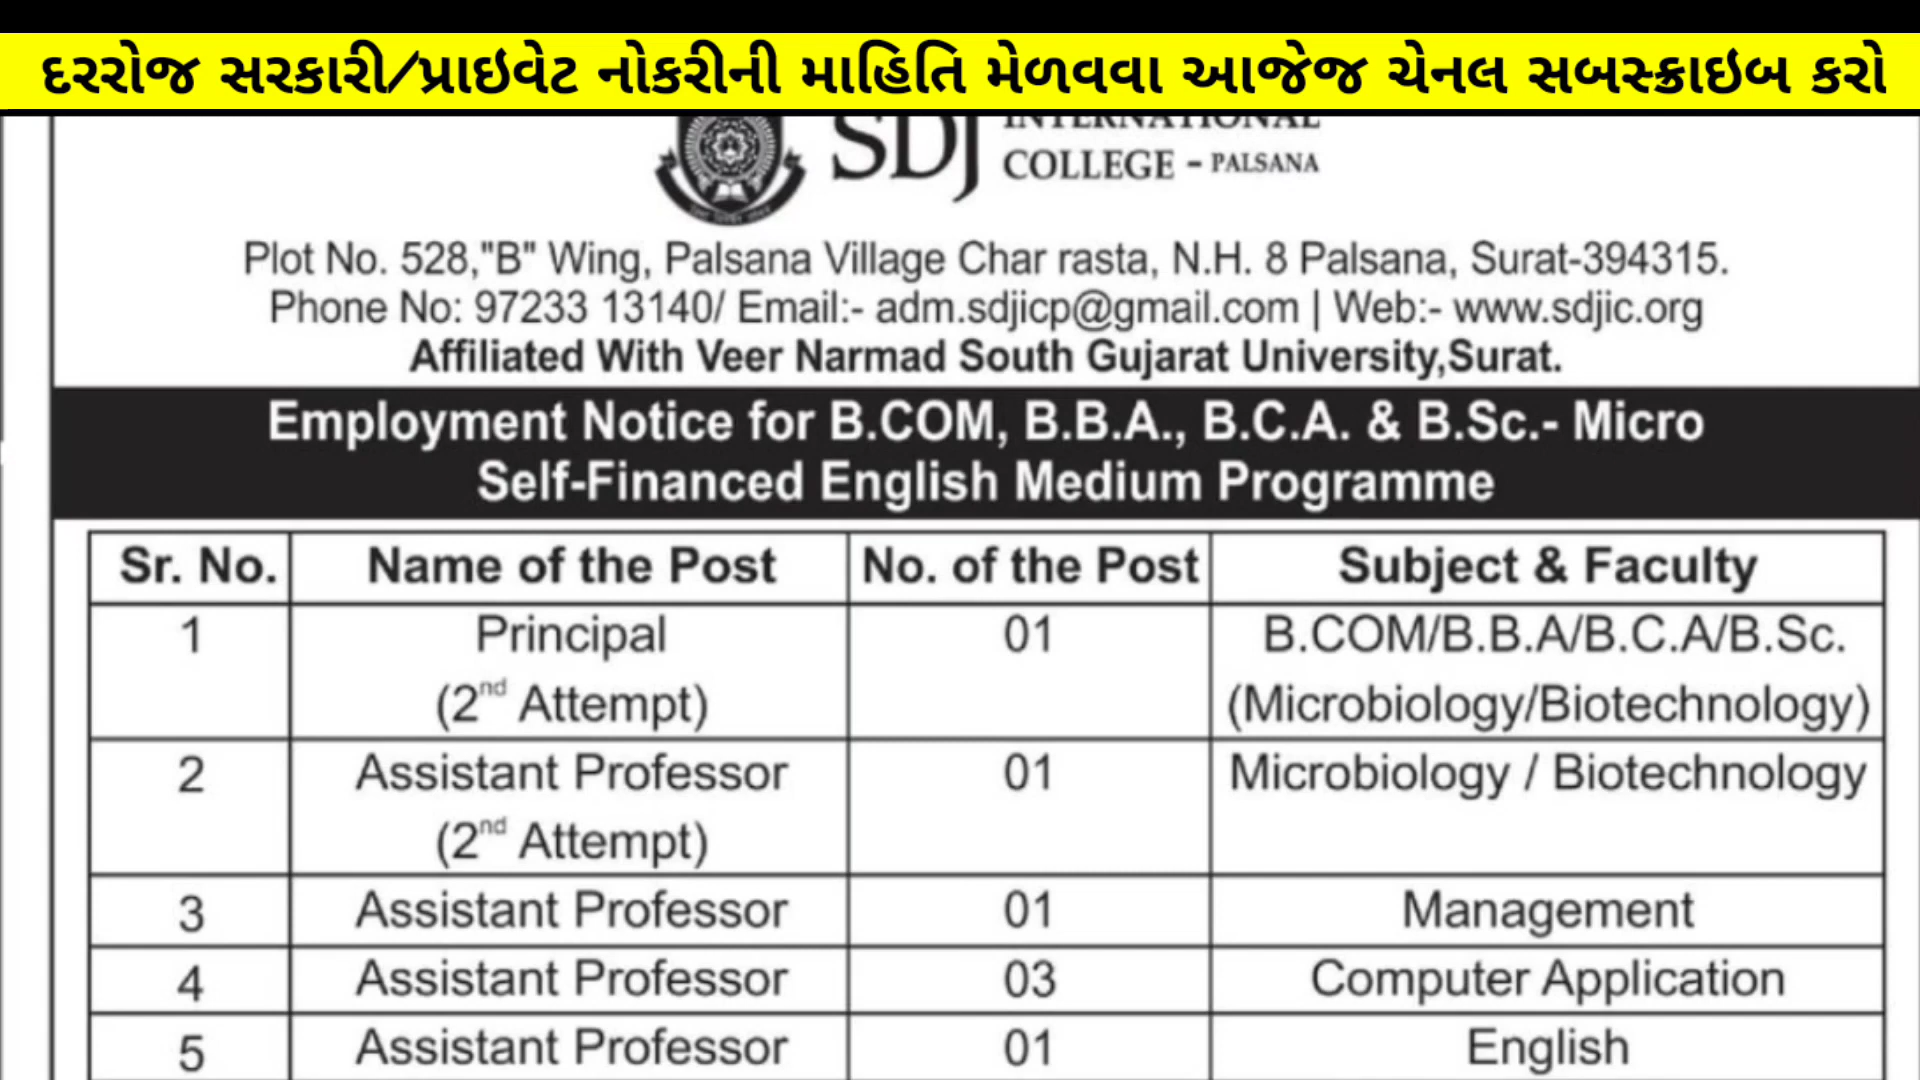 દરરોજ સરકારી/પ્રાઇવેટ નોકરીની માહિતિ મેળવવા આજેજ ચેનલ સબસ્ક્રાઇબ કરો
SDJ INTERNATIONAL
COLLEGE - PALSANA
Plot No. 528,"B" Wing, Palsana Village Char rasta, N.H. 8 Palsana, Surat-394315.
Phone No: 97233 13140/ Email:- adm.sdjicp@gmail.com | Web:- www.sdjic.org
Affiliated With Veer Narmad South Gujarat University,Surat.
Employment Notice for B.COM, B.B.A., B.C.A. & B.Sc.- Micro
Self-Financed English Medium Programme
Sr. No. Name of the Post No. of the Post Subject & Faculty
1 Principal 01 B.COM/B.B.A/B.C.A/B.Sc.
(2nd Attempt) (Microbiology/Biotechnology)
2 Assistant Professor 01 Microbiology / Biotechnology
(2nd Attempt)
3 Assistant Professor 01 Management
4 Assistant Professor 03 Computer Application
5 Assistant Professor 01 English